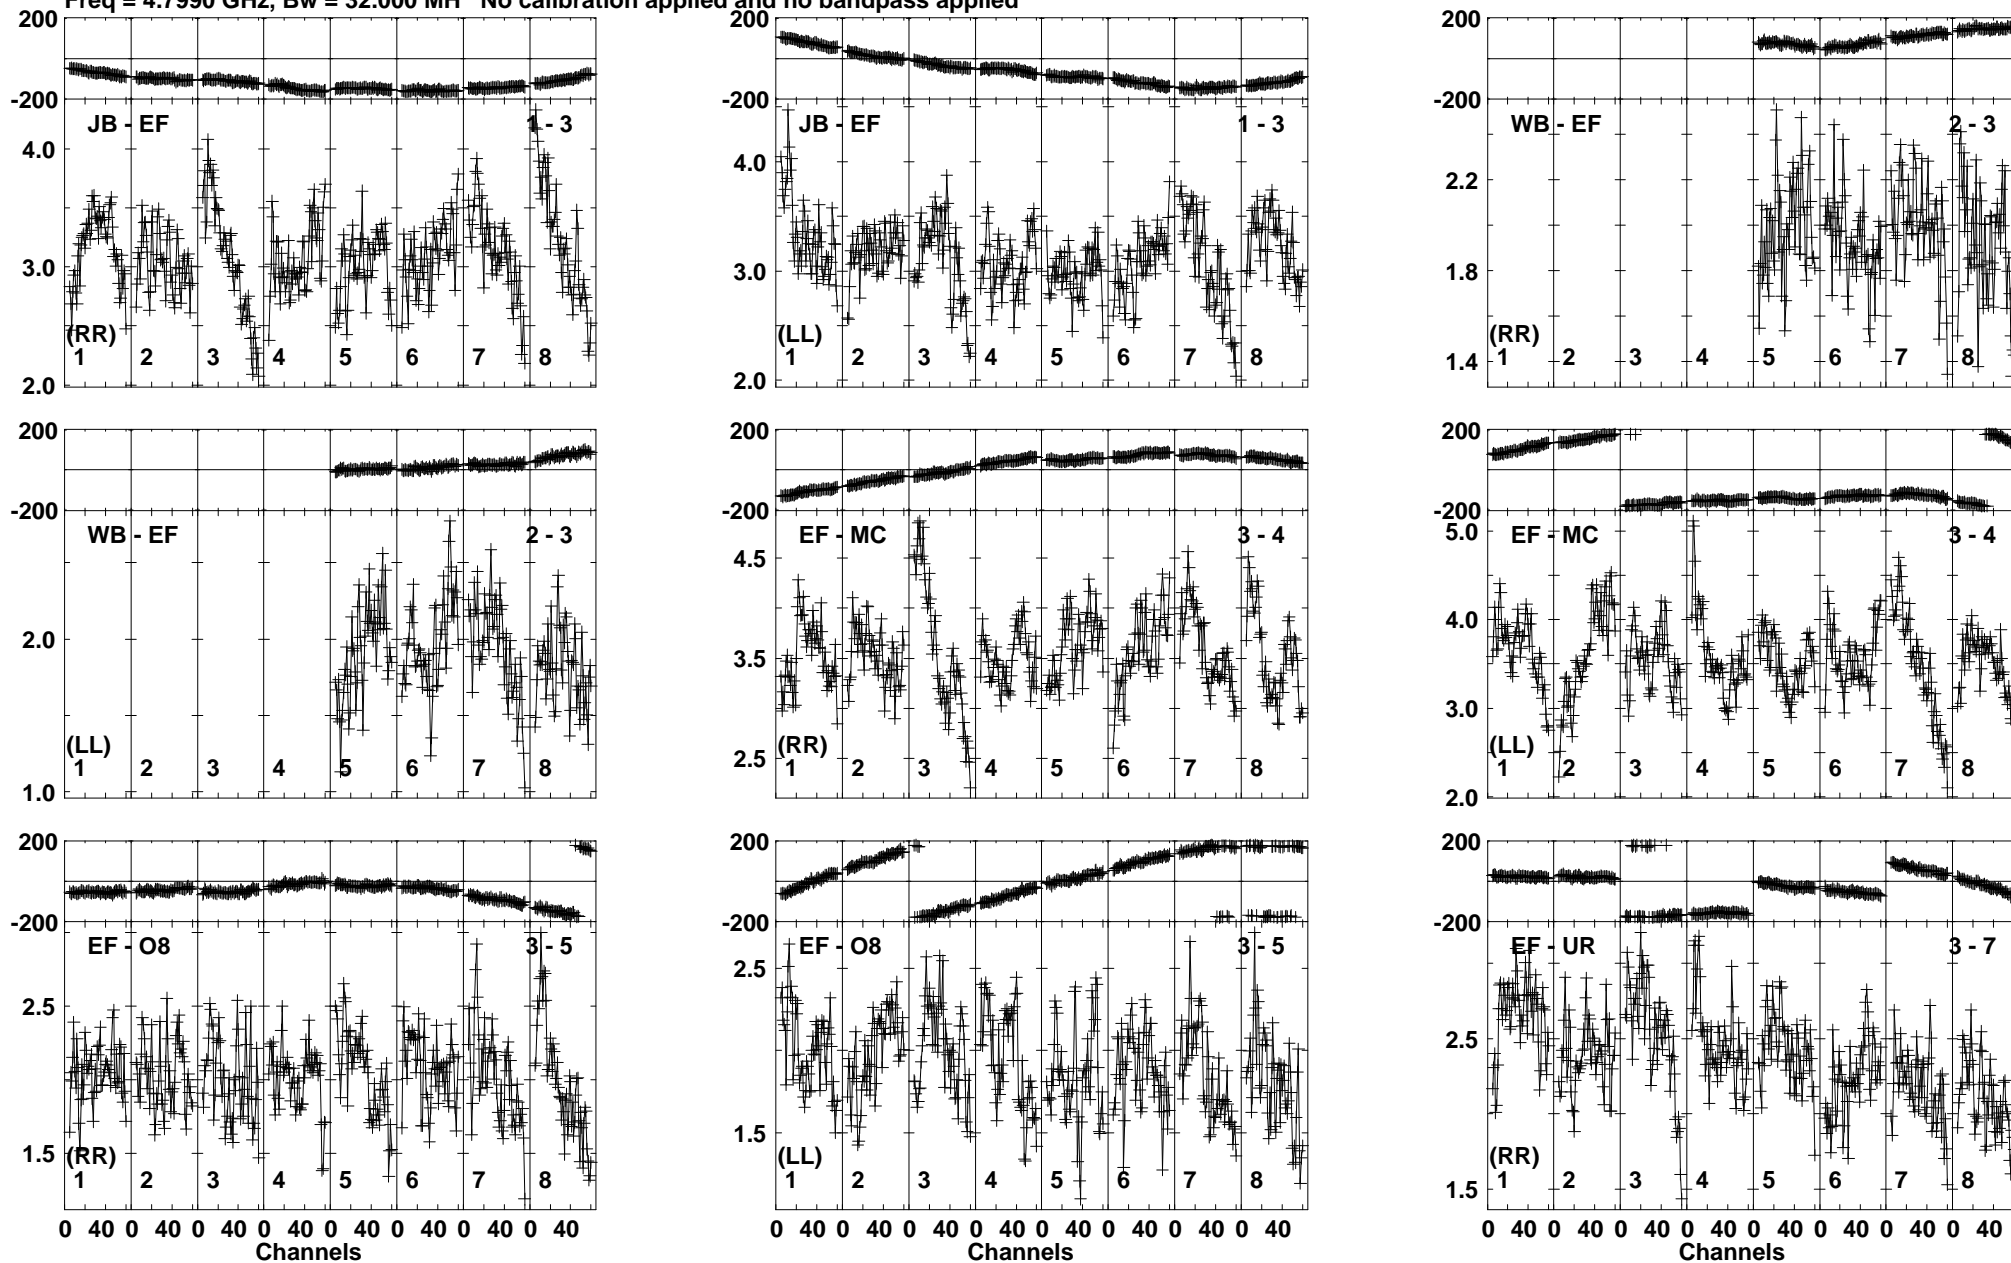 Freq = 4.7990 GHz, Bw = 32.000 MH No calibration applied and no bandpass applied
200
-200
JB - EF 1 - 3
4.0
3.0
2.0
(RR)
1 2 3 4 5 6 7 8
200
-200
JB - EF 1 - 3
4.0
3.0
2.0
(LL)
1 2 3 4 5 6 7 8
200
-200
WB - EF 2 - 3
2.2
1.8
1.4
(RR)
1 2 3 4 5 6 7 8
200
-200
WB - EF 2 - 3
2.0
1.0
(LL)
1 2 3 4 5 6 7 8
200
-200
EF - MC 3 - 4
4.5
3.5
2.5
(RR)
1 2 3 4 5 6 7 8
200
-200
EF - MC 3 - 4
5.0
4.0
3.0
2.0
(LL)
1 2 3 4 5 6 7 8
200
-200
EF - O8 3 - 5
2.5
1.5
(RR)
1 2 3 4 5 6 7 8
0 40 0 40 0 40 0 40 0 40 0 40 0 40 0 40
Channels
200
-200
EF - O8 3 - 5
2.5
1.5
(LL)
1 2 3 4 5 6 7 8
0 40 0 40 0 40 0 40 0 40 0 40 0 40 0 40
Channels
200
-200
EF - UR 3 - 7
2.5
1.5
(RR)
1 2 3 4 5 6 7 8
0 40 0 40 0 40 0 40 0 40 0 40 0 40 0 40
Channels